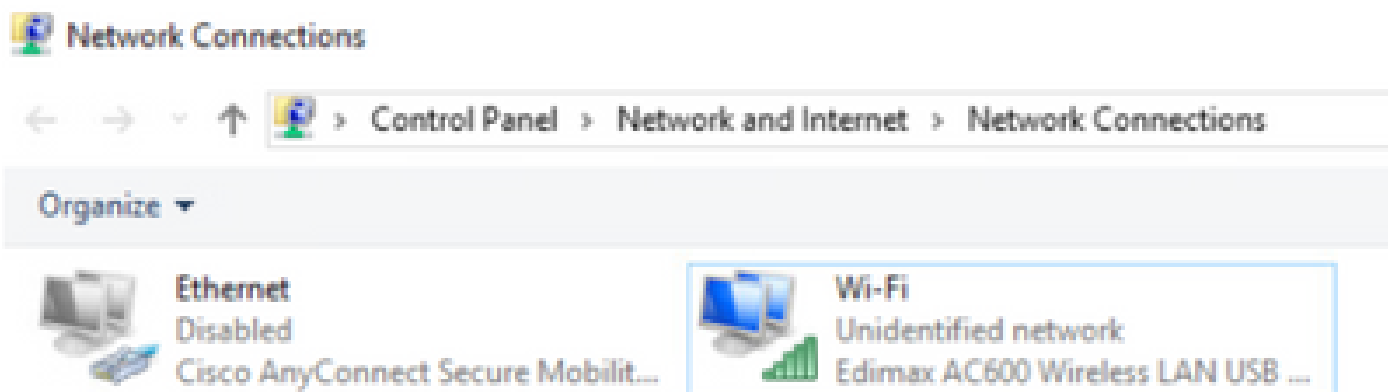 Network Connections
Control Panel > Network and Internet > Network Connections
Organize
Ethernet
Disabled
Cisco AnyConnect Secure Mobilit...
Wi-Fi
Unidentified network
Edimax AC600 Wireless LAN USB ...